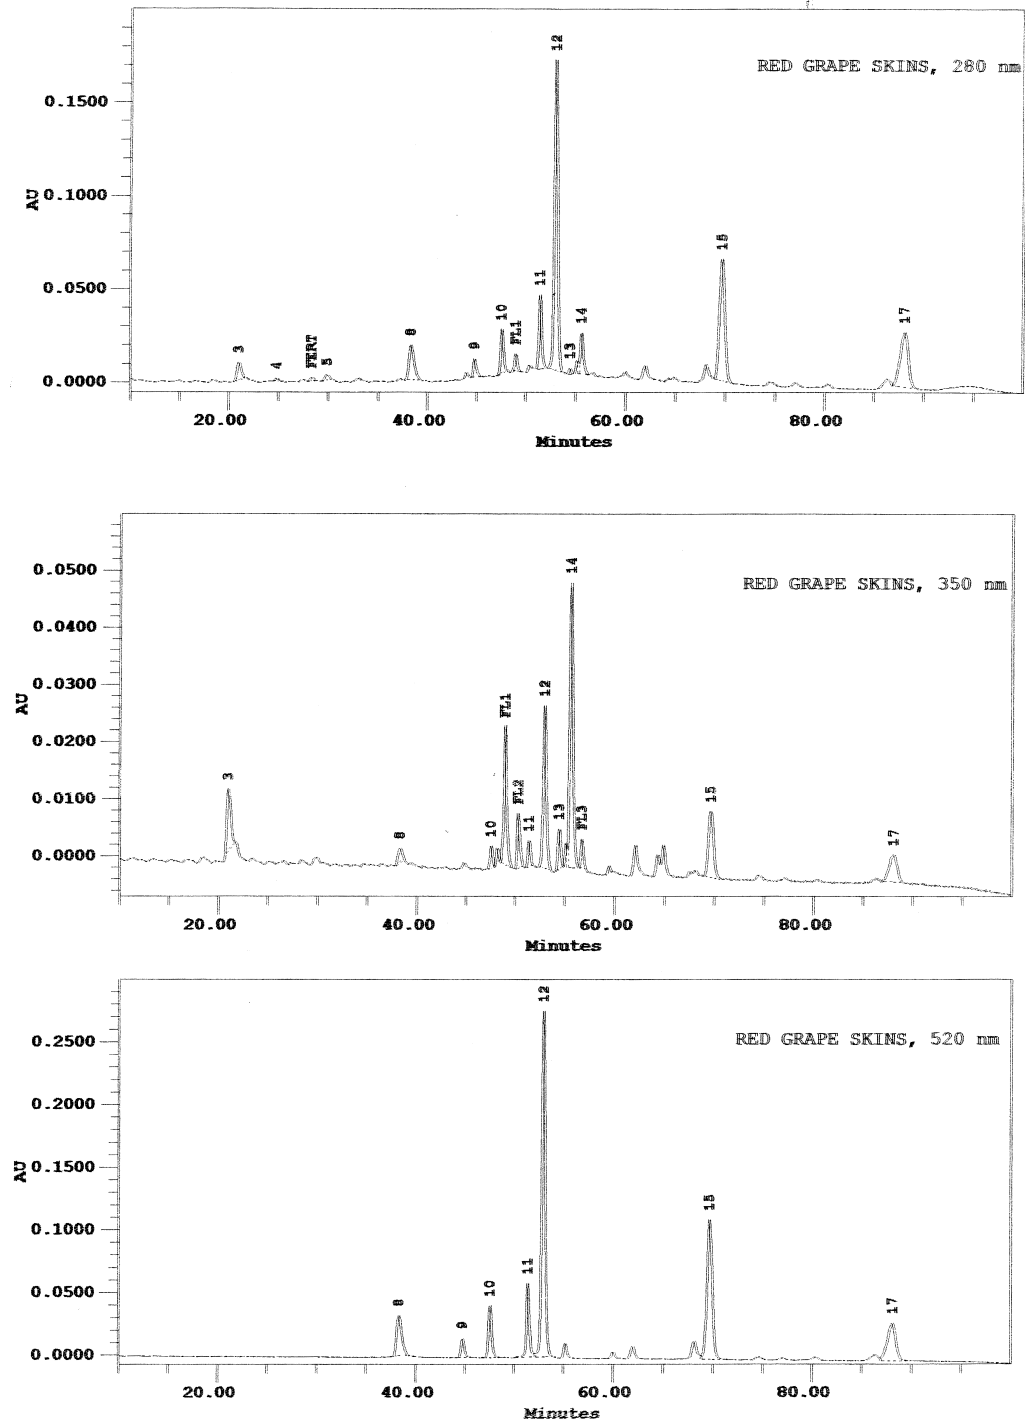 12
RED GRAPE SKINS, 280 nm
0.1500
AU
0.1000
15
11
0.0500
10
14
17
FL1
8
FERT
9
13
3
4
5
0.0000
20.00 40.00 60.00 80.00
Minutes
14
0.0500
RED GRAPE SKINS, 350 nm
0.0400
0.0300
AU
12
FL1
0.0200
3
15
FL2
0.0100
13
10
11
FL3
8
17
0.0000
20.00 40.00 60.00 80.00
Minutes
12
0.2500
RED GRAPE SKINS, 520 nm
0.2000
AU
0.1500
15
0.1000
11
10
0.0500
8
9
17
0.0000
20.00 40.00 60.00 80.00
Minutes